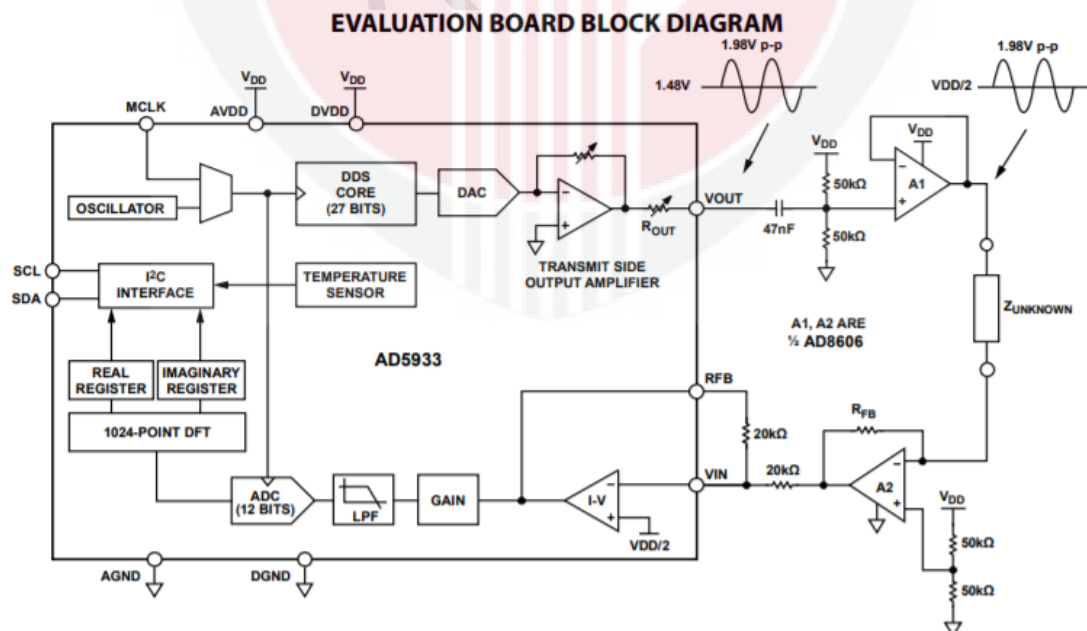 EVALUATION BOARD BLOCK DIAGRAM
1.98V p-p
1.98V p-p
1.48V
VDD/2
MCLK
AVDD
VDD
DVDD
VDD
VDD
VDD
OSCILLATOR
DDS
CORE
(27 BITS)
DAC
ROUT
VOUT
47nF
50kΩ
50kΩ
A1
TRANSMIT SIDE
OUTPUT AMPLIFIER
SCL
SDA
I²C
INTERFACE
TEMPERATURE
SENSOR
ZUNKNOWN
A1, A2 ARE
½ AD8606
AD5933
REAL
REGISTER
IMAGINARY
REGISTER
1024-POINT DFT
RFB
20kΩ
RFB
VIN
20kΩ
A2
ADC
(12 BITS)
LPF
GAIN
I-V
VDD/2
VDD
50kΩ
50kΩ
AGND
DGND